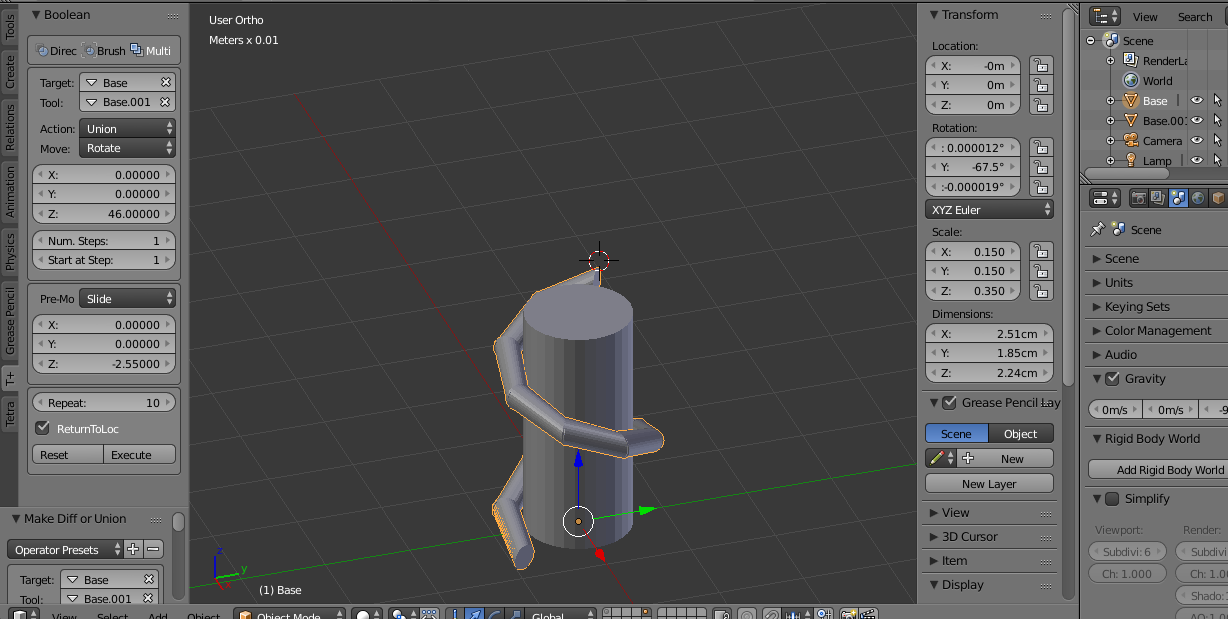 Tools
Create
Relations
Animation
Physics
Grease Pencil
T+
Tetra
Boolean
Direc
Brush
Multi
Target: Base
Tool: Base.001
Action: Union
Move: Rotate
X: 0.00000
Y: 0.00000
Z: 46.00000
Num. Steps: 1
Start at Step: 1
Pre-Mo Slide
X: 0.00000
Y: 0.00000
Z: -2.55000
Repeat: 10
ReturnToLoc
Reset Execute
Make Diff or Union
Operator Presets
Target: Base
Tool: Base.001
User Ortho
Meters x 0.01
z
y
(1) Base
View Select Add Object Object Mode Global
Transform
Location:
X: -0m
Y: 0m
Z: 0m
Rotation:
: 0.000012°
Y: -67.5°
:-0.000019°
XYZ Euler
Scale:
X: 0.150
Y: 0.150
Z: 0.350
Dimensions:
X: 2.51cm
Y: 1.85cm
Z: 2.24cm
Grease Pencil Lay
Scene Object
New
New Layer
View
3D Cursor
Item
Display
View Search
Scene
RenderLa
World
Base
Base.001
Camera
Lamp
Scene
Scene
Units
Keying Sets
Color Management
Audio
Gravity
0m/s 0m/s -9
Rigid Body World
Add Rigid Body World
Simplify
Viewport: Render:
Subdivi: 6 Subdivi
Ch: 1.000 Ch: 1.00
Shado:
AO: 1.0